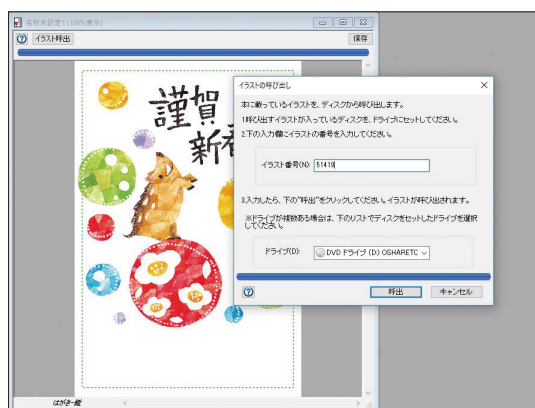 名称未設定1(100%表示)
イラスト呼出
保存
謹賀
新春
イラストの呼び出し
本に載っているイラストを、ディスクから呼び出します。
1.呼び出すイラストが入っているディスクを、ドライブにセットしてください。
2.下の入力欄にイラストの番号を入力してください。
イラスト番号(N):
51419
3.入力したら、下の"呼出"をクリックしてください。イラストが呼び出されます。
※ドライブが複数ある場合は、下のリストでディスクをセットしたドライブを選択
してください。
ドライブ(D):
DVD ドライブ (D:) OSHARETC
呼出
キャンセル
はがき-縦